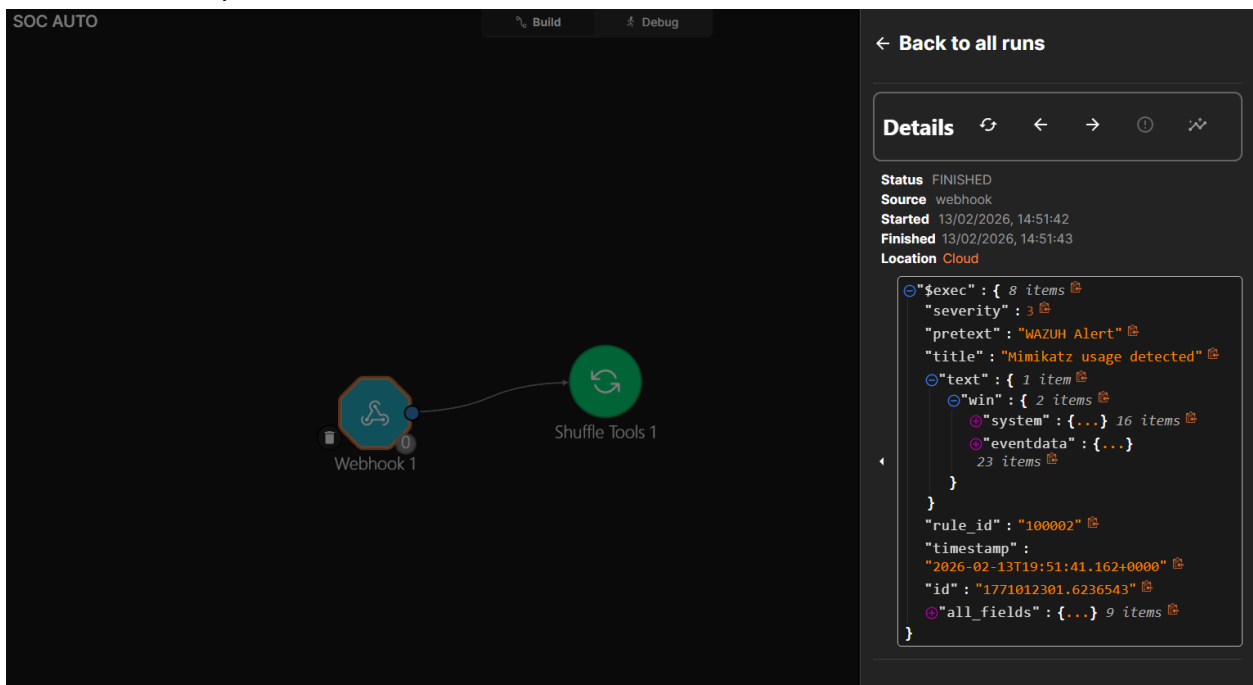 SOC AUTO
Build
Debug
Back to all runs
Details
Status FINISHED
Source webhook
Started 13/02/2026, 14:51:42
Finished 13/02/2026, 14:51:43
Location Cloud
"$exec" : { 8 items
"severity" : 3
"pretext" : "WAZUH Alert"
"title" : "Mimikatz usage detected"
"text" : { 1 item
"win" : { 2 items
"system" : {...} 16 items
"eventdata" : {...}
23 items
}
}
"rule_id" : "100002"
"timestamp" :
"2026-02-13T19:51:41.162+0000"
"id" : "1771012301.6236543"
"all_fields" : {...} 9 items
}
Shuffle Tools 1
0
Webhook 1